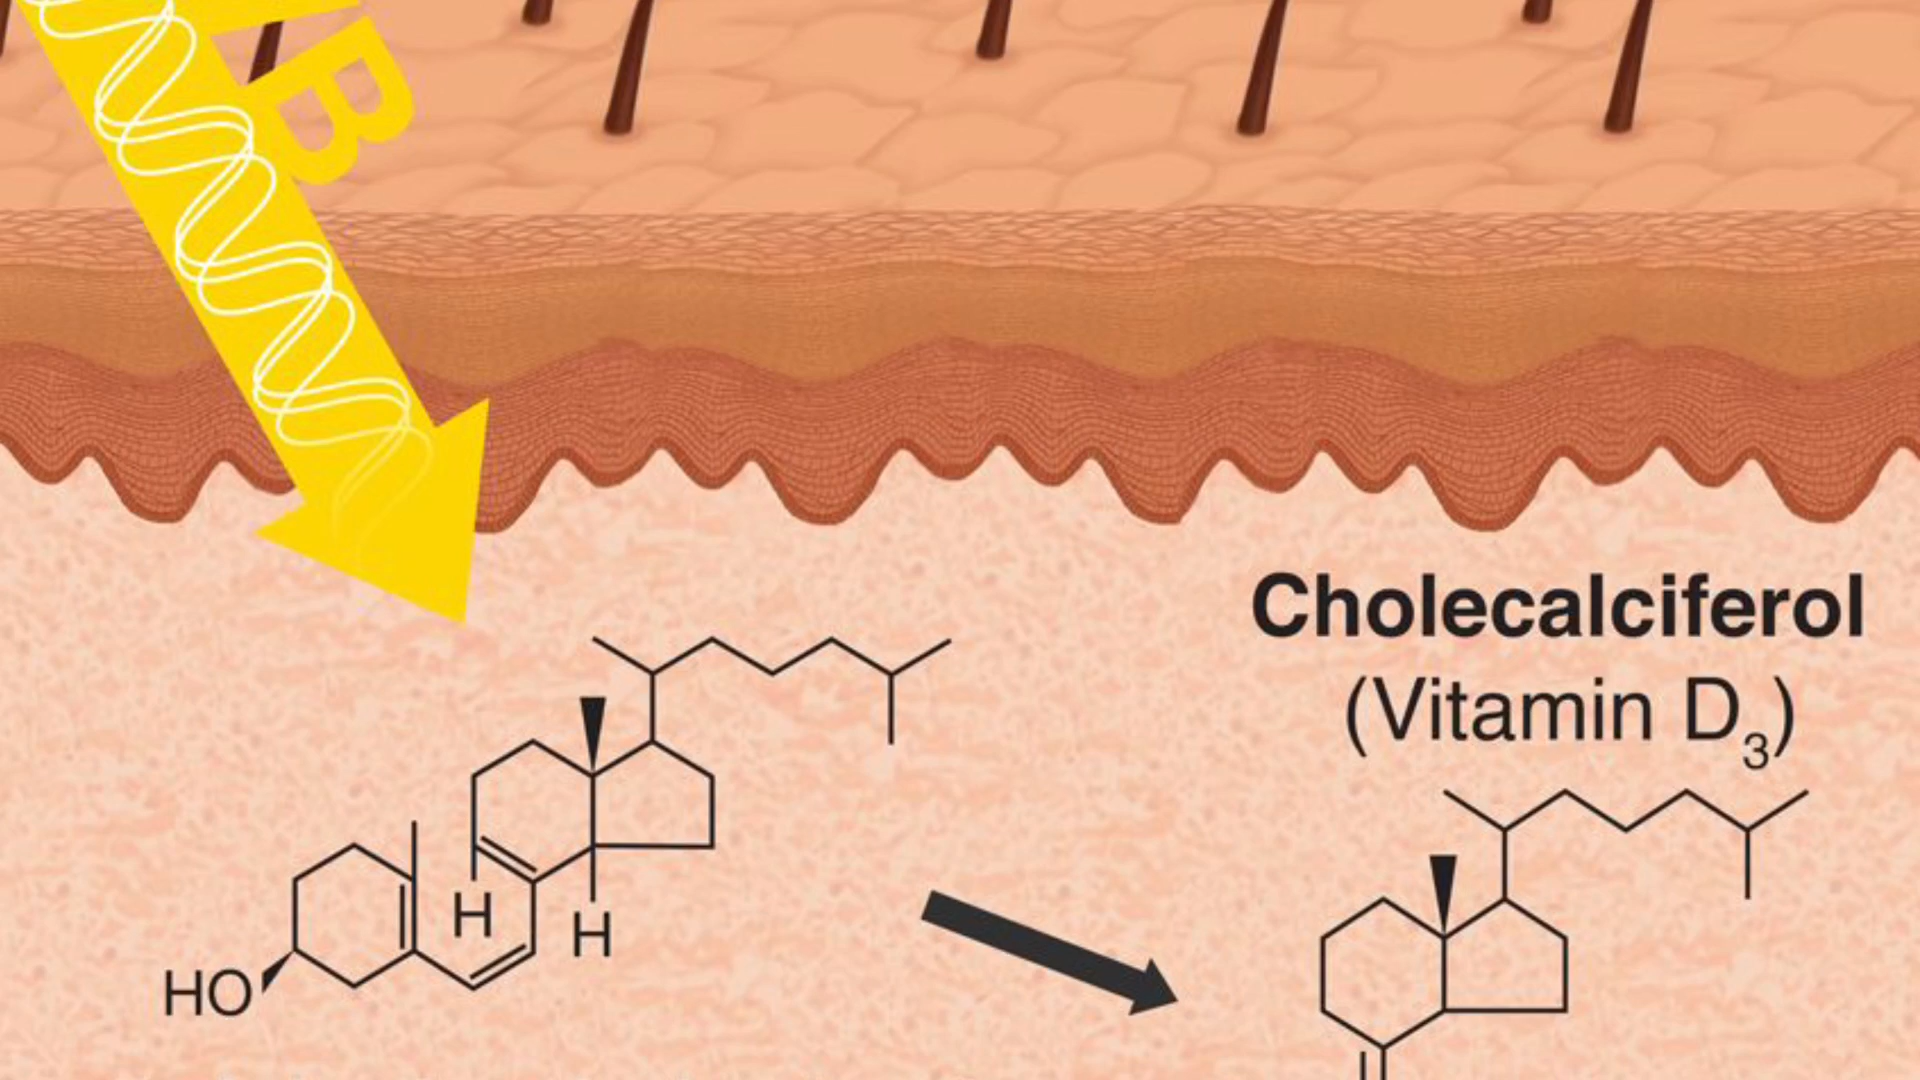 B
Cholecalciferol
(Vitamin D₃)
H
H
HO